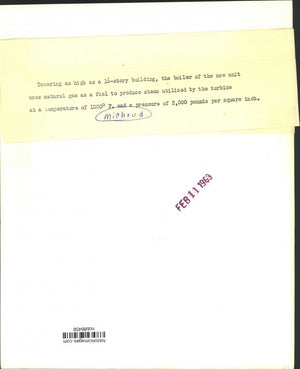 Towering as high as a 16-story building, the boiler of the new unit
uses natural gas as a fuel to produce steam utilized by the turbine
at a temperature of 1000° F. and a pressure of 2,000 pounds per square inch.
Michoud
FEB 11 1963
historicimages.com